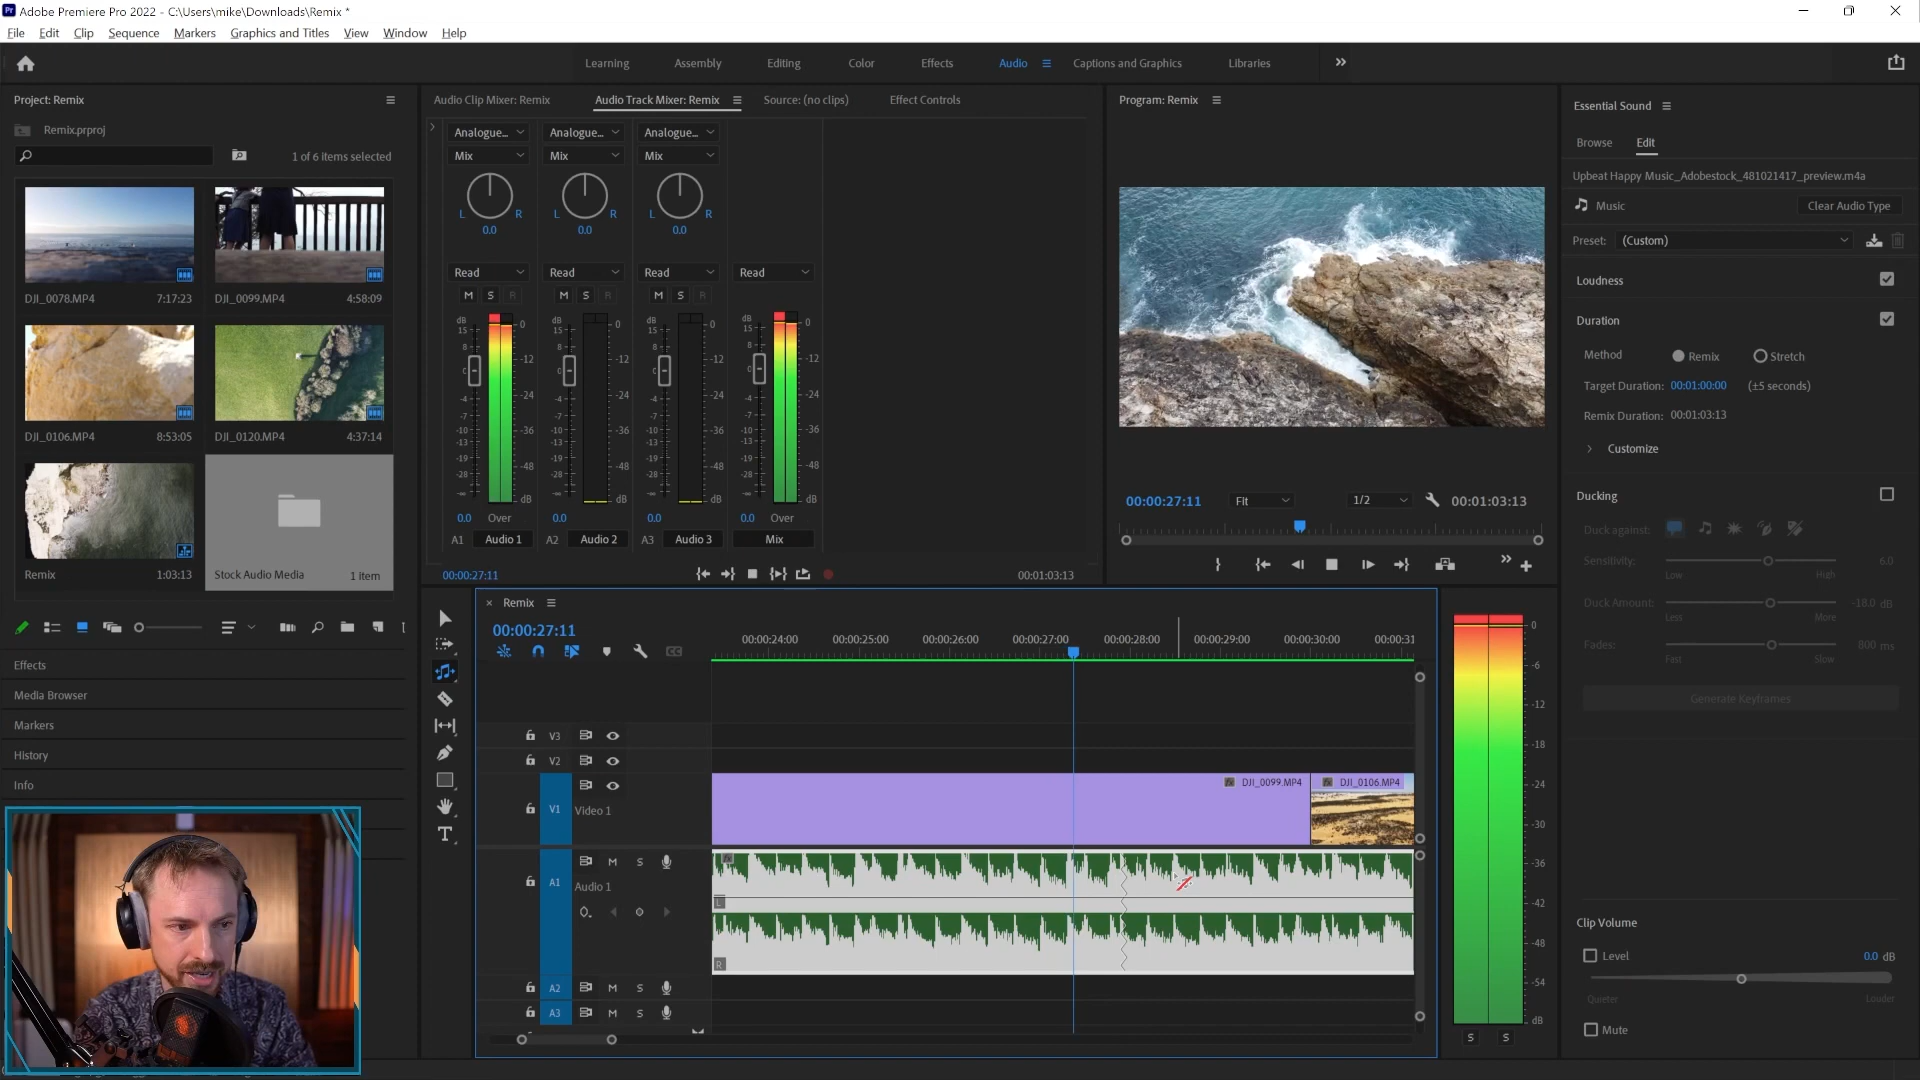 Adobe Premiere Pro 2022 - C:\Users\mike\Downloads\Remix *
File Edit Clip Sequence Markers Graphics and Titles View Window Help
Learning Assembly Editing Color Effects Audio Captions and Graphics Libraries
Project: Remix
Remix.prproj
1 of 6 items selected
DJI_0078.MP4 7:17:23
DJI_0099.MP4 4:58:09
DJI_0106.MP4 8:53:05
DJI_0120.MP4 4:37:14
Remix 1:03:13
Stock Audio Media 1 item
Effects
Media Browser
Markers
History
Info
Audio Clip Mixer: Remix Audio Track Mixer: Remix Source: (no clips) Effect Controls
Analogue... Analogue... Analogue...
Mix Mix Mix
L R L R L R
0.0 0.0 0.0
Read Read Read Read
M S R M S R M S R
dB 15 8 0 -4 -7 -10 -13 -19 -28 -∞
0 -12 -24 -36 -48 dB
dB 15 8 0 -4 -7 -10 -13 -19 -28 -∞
0 -12 -24 -36 -48 dB
dB 15 8 0 -4 -7 -10 -13 -19 -28 -∞
0 -12 -24 -36 -48 dB
dB 15 8 0 -4 -7 -10 -13 -19 -28 -∞
0 -12 -24 -36 -48 dB
0.0 Over 0.0 0.0 0.0 Over
A1 Audio 1 A2 Audio 2 A3 Audio 3 Mix
00:00:27:11 00:01:03:13
Program: Remix
00:00:27:11 Fit 1/2 00:01:03:13
Remix
00:00:27:11
00:00:24:00 00:00:25:00 00:00:26:00 00:00:27:00 00:00:28:00 00:00:29:00 00:00:30:00 00:00:31
V3
V2
V1 Video 1
fx DJI_0099.MP4 fx DJI_0106.MP4
A1 M S
Audio 1
L
R
A2 M S
A3 M S
0
-6
-12
-18
-24
-30
-36
-42
-48
-54
dB
S S
Essential Sound
Browse Edit
Upbeat Happy Music_Adobestock_481021417_preview.m4a
Music Clear Audio Type
Preset: (Custom)
Loudness
Duration
Method Remix Stretch
Target Duration: 00:01:00:00 (±5 seconds)
Remix Duration: 00:01:03:13
Customize
Ducking
Duck against:
Sensitivity: 6.0
Low High
Duck Amount: -18.0 dB
Less More
Fades: 800 ms
Fast Slow
Generate Keyframes
Clip Volume
Level 0.0 dB
Quieter Louder
Mute